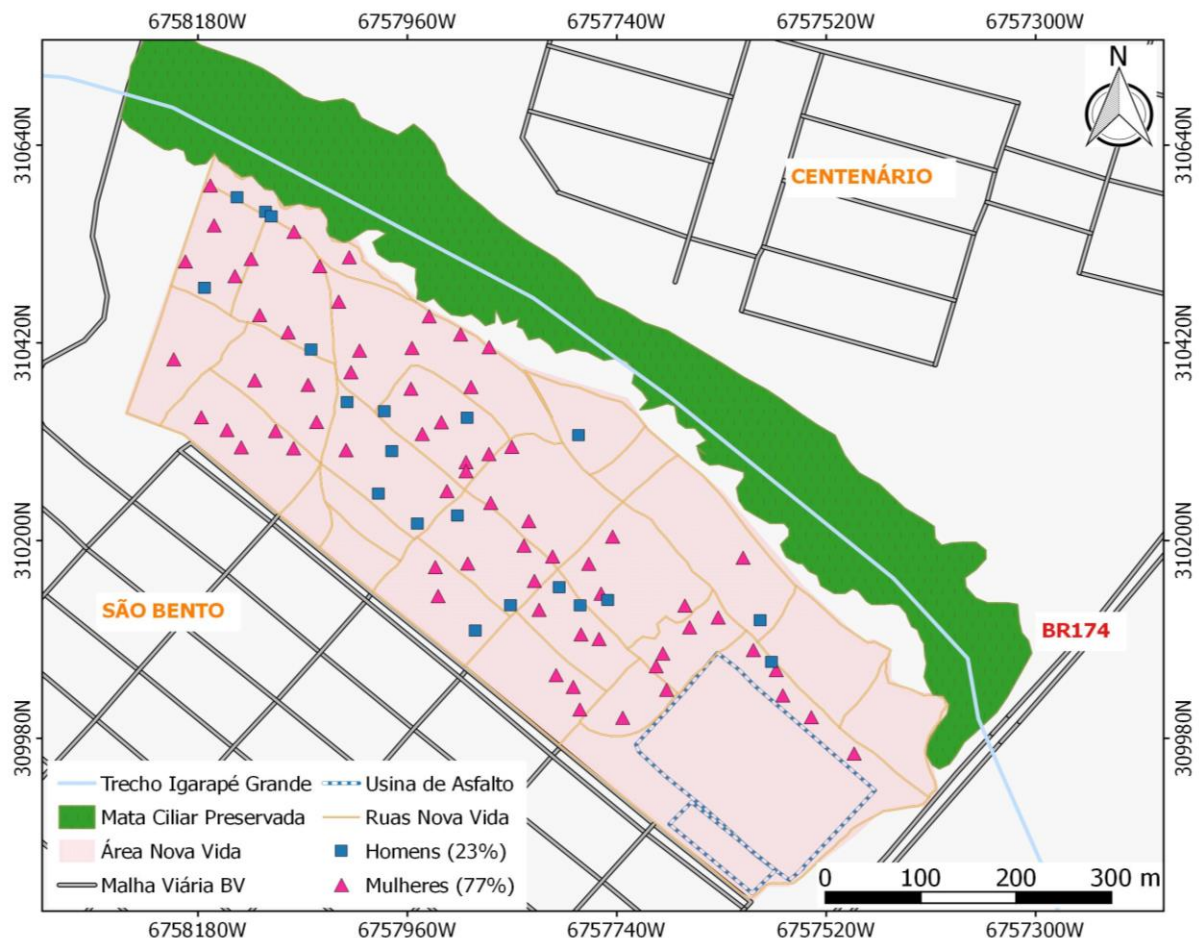 6758180W 6757960W 6757740W 6757520W 6757300W
N
310640N 310640N
CENTENÁRIO
310420N 310420N
310200N 310200N
SÃO BENTO
BR174
309980N 309980N
Trecho Igarapé Grande Usina de Asfalto
Mata Ciliar Preservada Ruas Nova Vida
Área Nova Vida Homens (23%)
Malha Viária BV Mulheres (77%)
0 100 200 300 m
6758180W 6757960W 6757740W 6757520W 6757300W